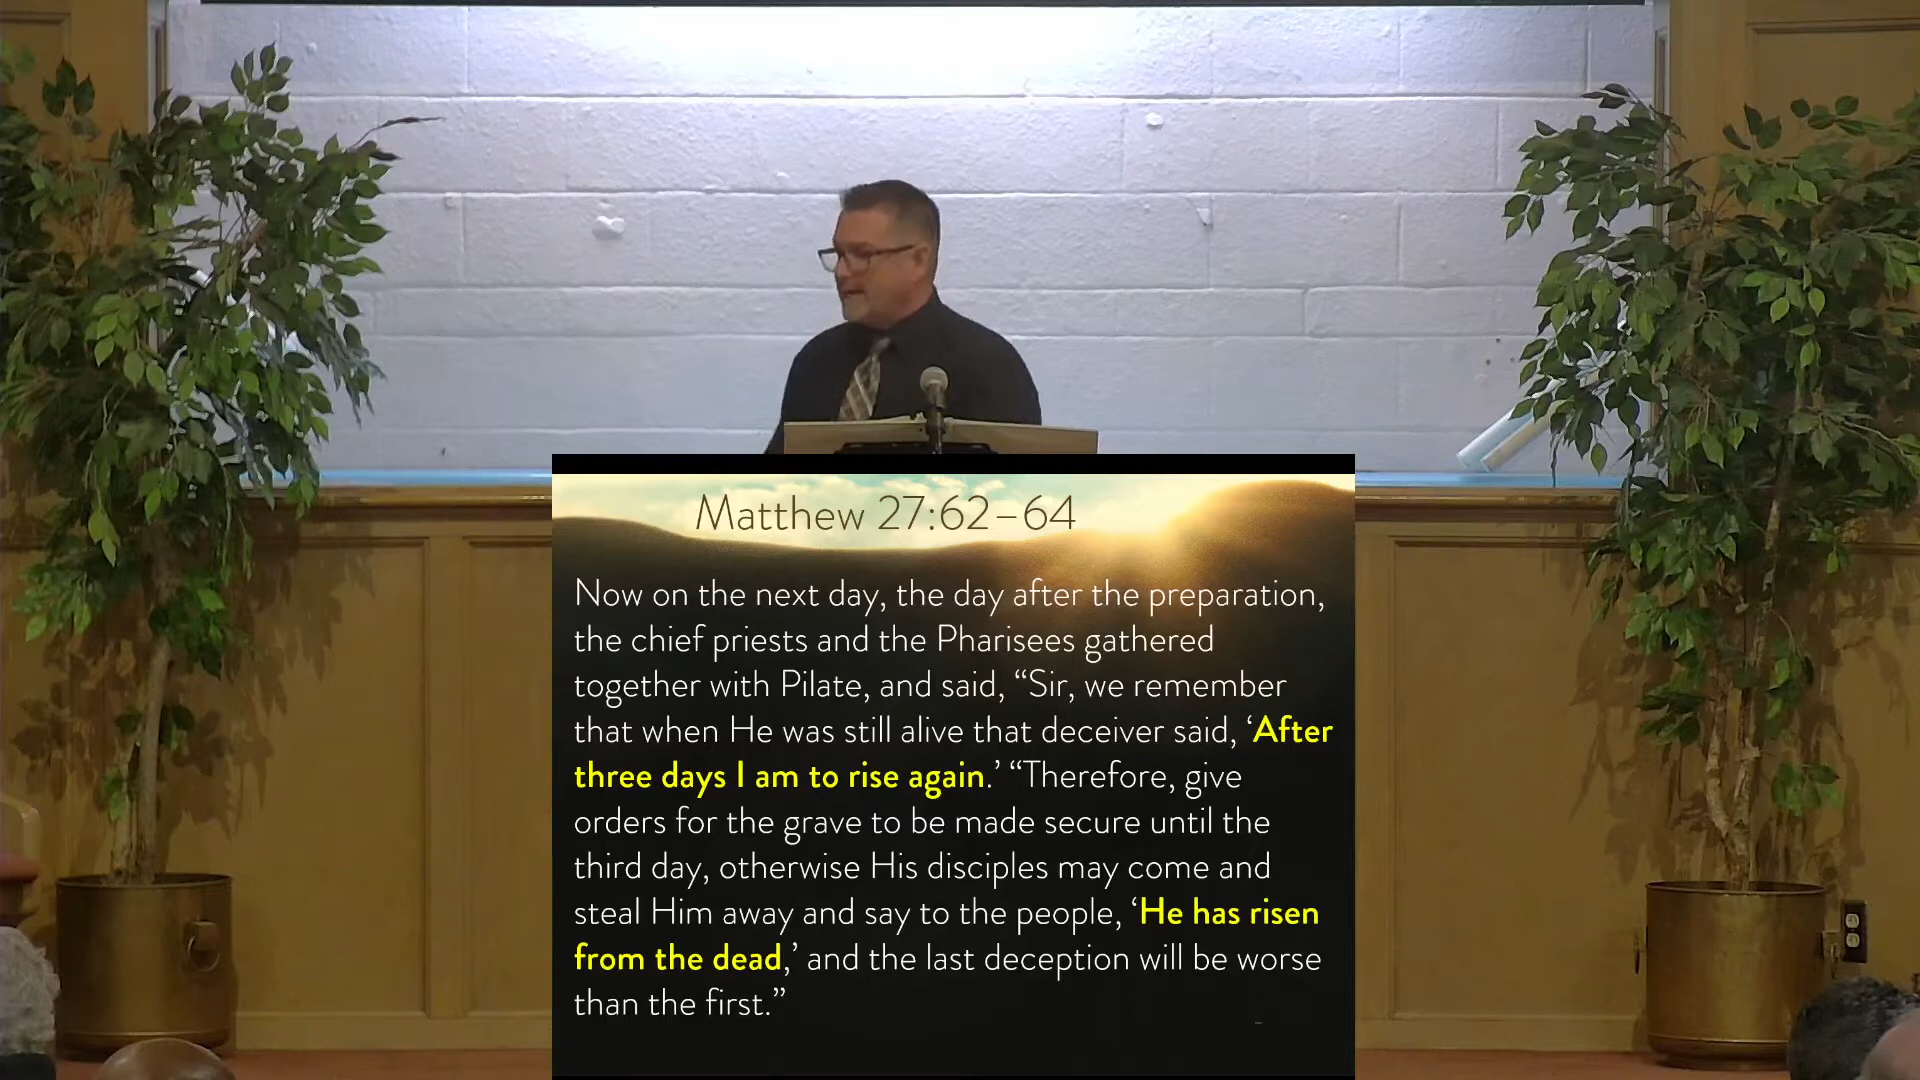 Matthew 27:62–64
Now on the next day, the day after the preparation,
the chief priests and the Pharisees gathered
together with Pilate, and said, “Sir, we remember
that when He was still alive that deceiver said, ‘After
three days I am to rise again.’ “Therefore, give
orders for the grave to be made secure until the
third day, otherwise His disciples may come and
steal Him away and say to the people, ‘He has risen
from the dead,’ and the last deception will be worse
than the first.”